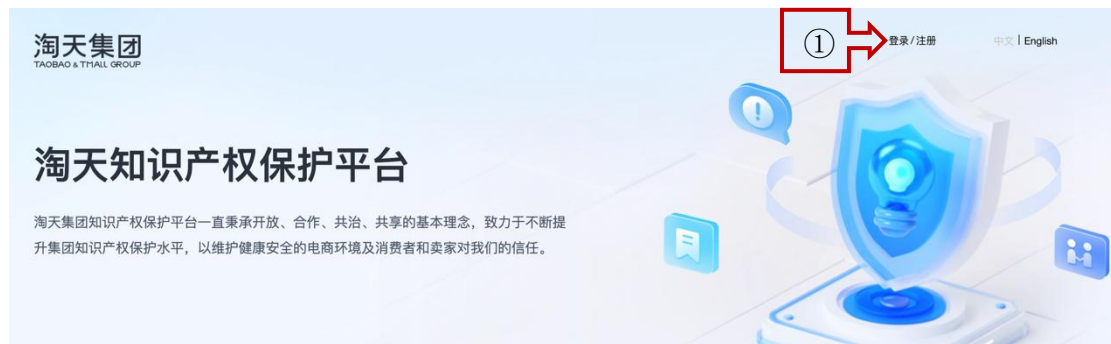 淘天集团
TAOBAO & TMALL GROUP
① 登录/注册 中文 | English
淘天知识产权保护平台
淘天集团知识产权保护平台一直秉承开放、合作、共治、共享的基本理念，致力于不断提
升集团知识产权保护水平，以维护健康安全的电商环境及消费者和卖家对我们的信任。